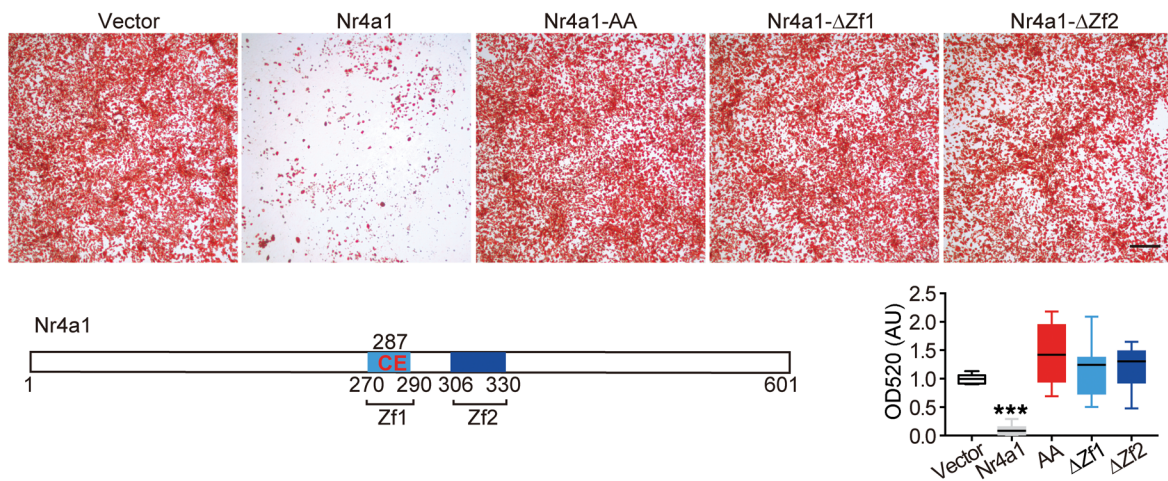 Vector Nr4a1 Nr4a1-AA Nr4a1-ΔZf1 Nr4a1-ΔZf2
Nr4a1
287
CE
1 270 290 306 330 601
Zf1 Zf2
OD520 (AU)
2.5
2.0
1.5
1.0
0.5
0.0
***
Vector Nr4a1 AA ΔZf1 ΔZf2